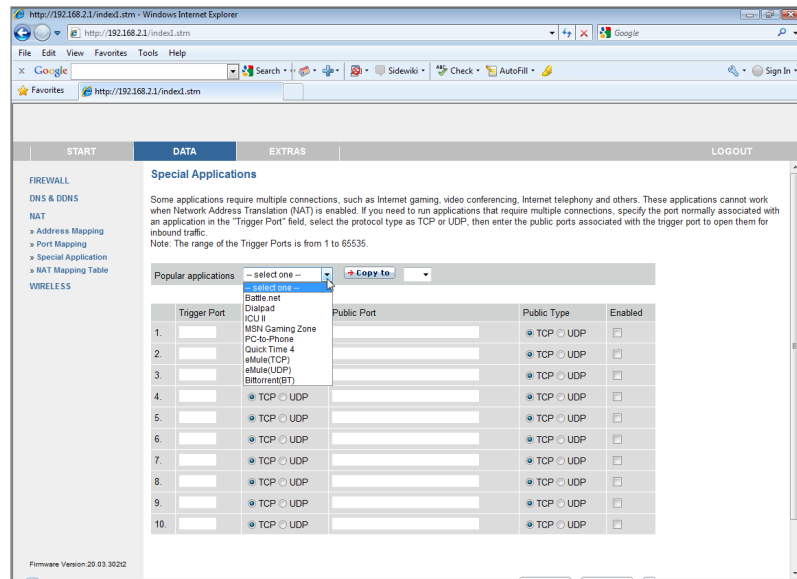 http://192.168.2.1/index1.stm - Windows Internet Explorer
http://192.168.2.1/index1.stm
Google
File Edit View Favorites Tools Help
x Google Search Sidewiki Check AutoFill Sign In
Favorites http://192.168.2.1/index1.stm
START DATA EXTRAS LOGOUT
FIREWALL
DNS & DDNS
NAT
» Address Mapping
» Port Mapping
» Special Application
» NAT Mapping Table
WIRELESS
Special Applications
Some applications require multiple connections, such as Internet gaming, video conferencing, Internet telephony and others. These applications cannot work
when Network Address Translation (NAT) is enabled. If you need to run applications that require multiple connections, specify the port normally associated with
an application in the "Trigger Port" field, select the protocol type as TCP or UDP, then enter the public ports associated with the trigger port to open them for
inbound traffic.
Note: The range of the Trigger Ports is from 1 to 65535.
Popular applications -- select one -- Copy to
-- select one --
Battle.net
Dialpad
ICU II
MSN Gaming Zone
PC-to-Phone
Quick Time 4
eMule(TCP)
eMule(UDP)
Bittorrent(BT)
Trigger Port Public Port Public Type Enabled
1. TCP UDP
2. TCP UDP
3. TCP UDP
4. TCP UDP TCP UDP
5. TCP UDP TCP UDP
6. TCP UDP TCP UDP
7. TCP UDP TCP UDP
8. TCP UDP TCP UDP
9. TCP UDP TCP UDP
10. TCP UDP TCP UDP
Firmware Version:20.03.302t2